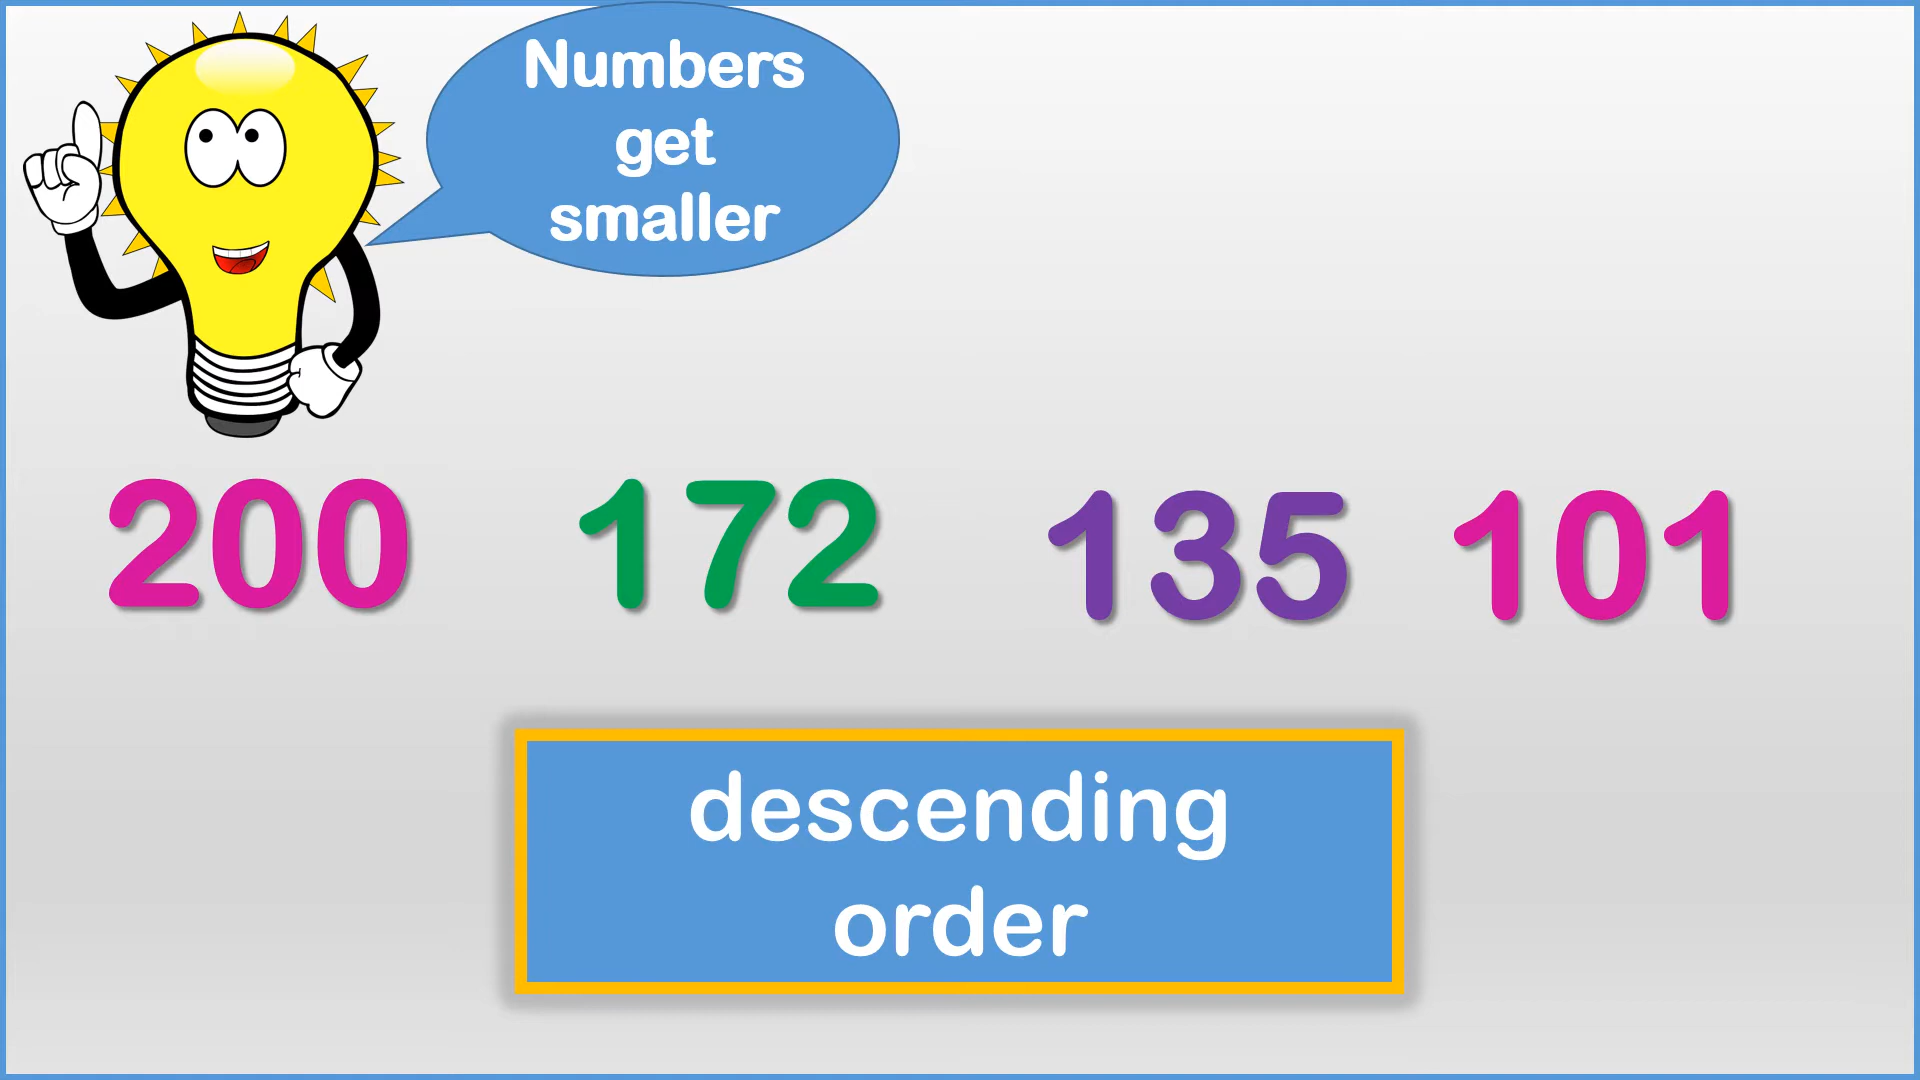 Numbers
get
smaller
200 172 135 101
descending
order